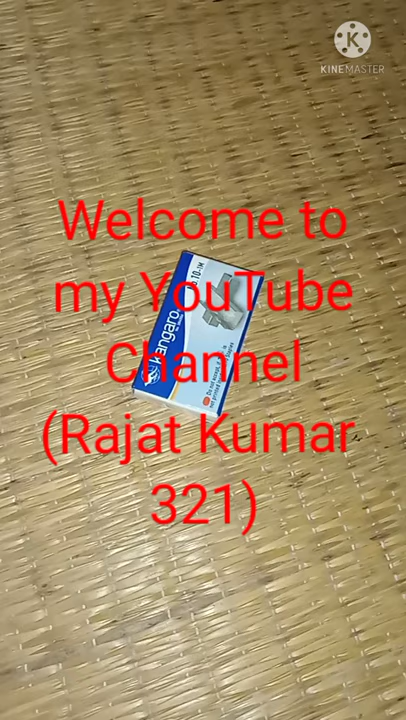 KINEMASTER
Welcome to
my YouTube
Channel
(Rajat Kumar
321)
Kangaro
10-1M